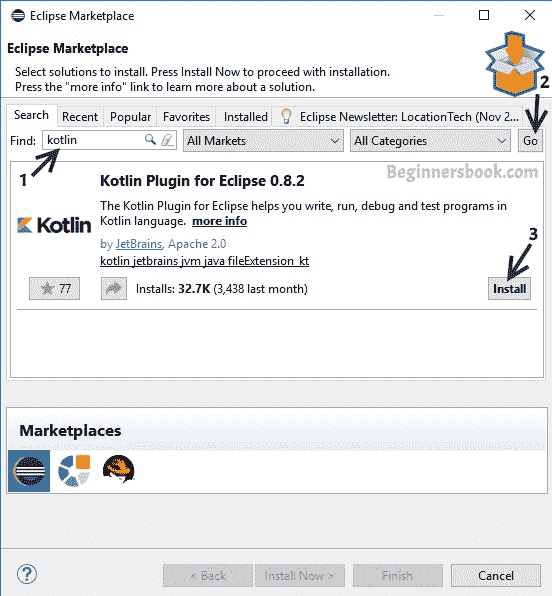 Eclipse Marketplace
Eclipse Marketplace
Select solutions to install. Press Install Now to proceed with installation.
Press the "more info" link to learn more about a solution.
2
Search Recent Popular Favorites Installed Eclipse Newsletter: LocationTech (Nov 2...
Find: kotlin All Markets All Categories Go
1
Beginnersbook.com
Kotlin Plugin for Eclipse 0.8.2
The Kotlin Plugin for Eclipse helps you write, run, debug and test programs in
Kotlin language. more info
Kotlin
by JetBrains, Apache 2.0
3
kotlin jetbrains jvm java fileExtension_kt
77 Installs: 32.7K (3,438 last month) Install
Marketplaces
? < Back Install Now > Finish Cancel